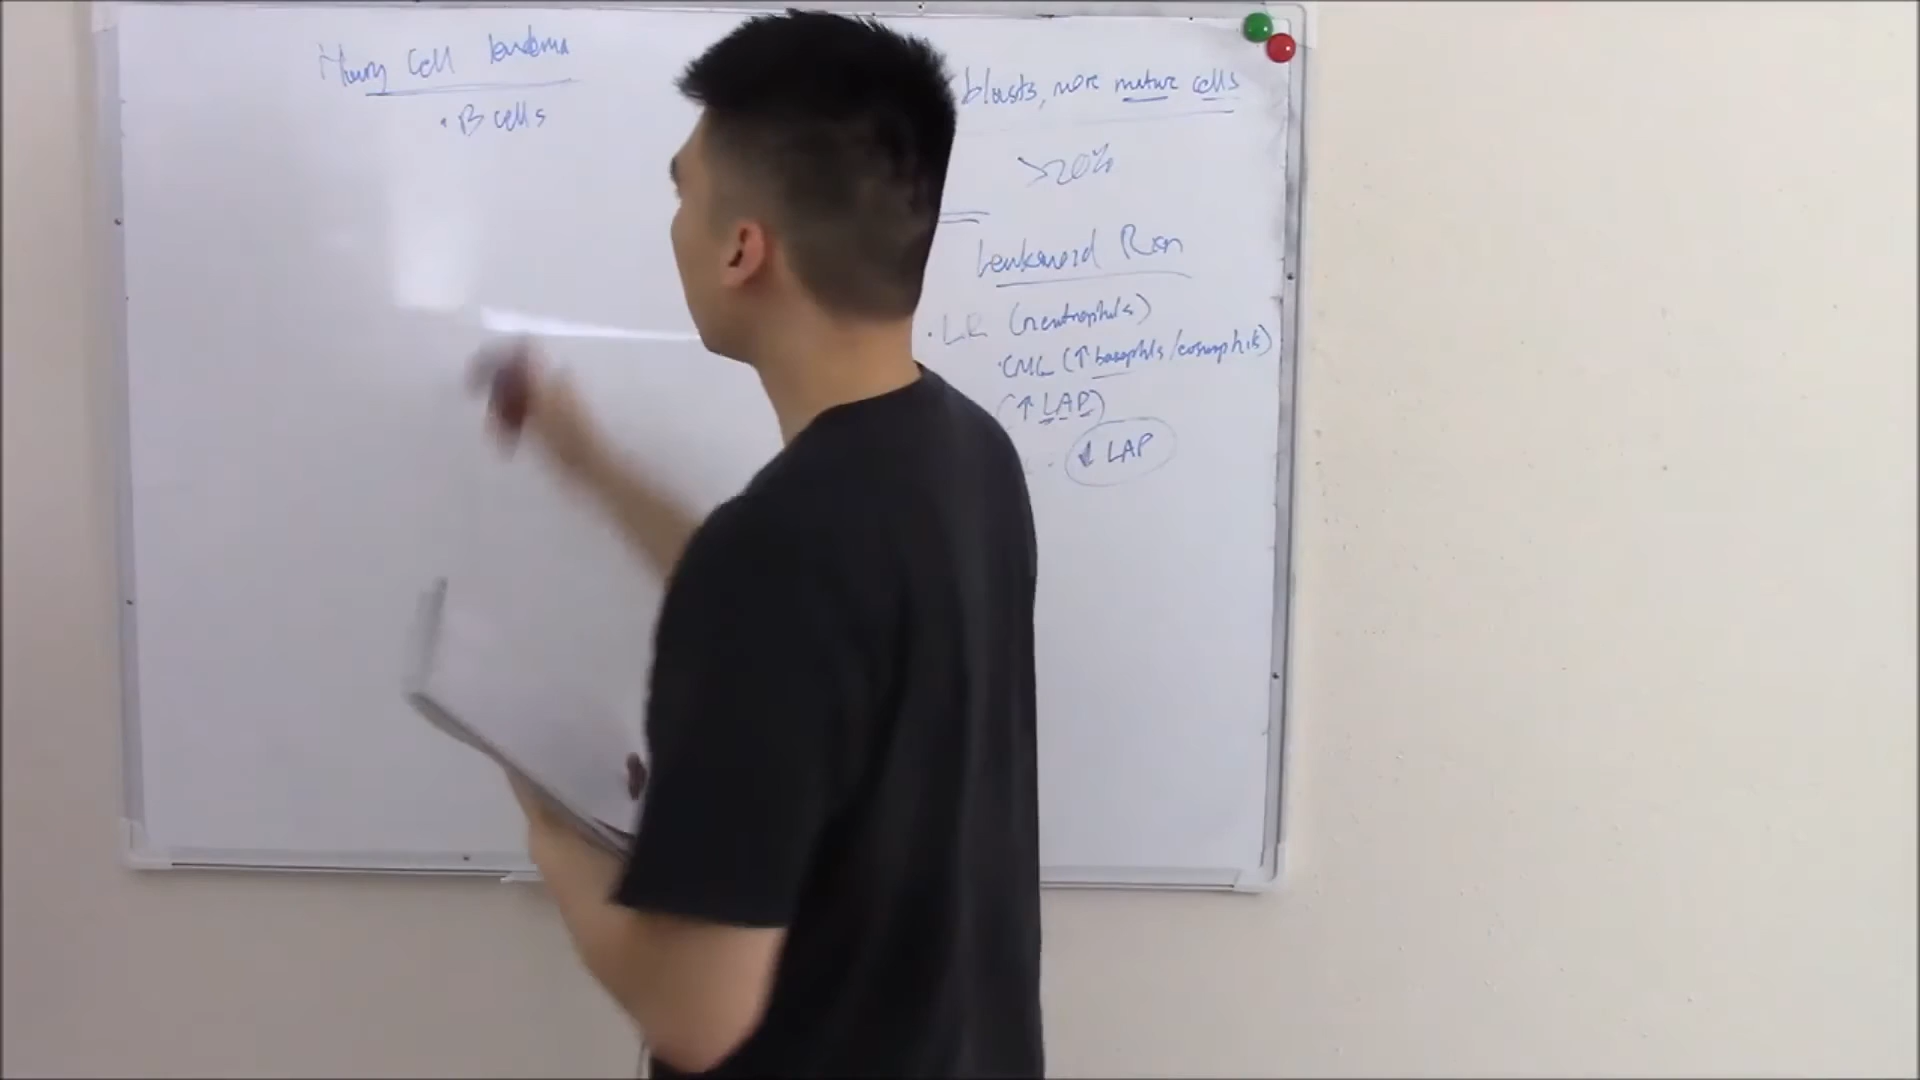 Hairy Cell leukemia
• B cells
blasts, more mature cells
>20%
Leukemoid Rxn
• LR (neutrophils)
• CML (↑ basophils/eosinophils)
(↑ LAP)
↓ LAP